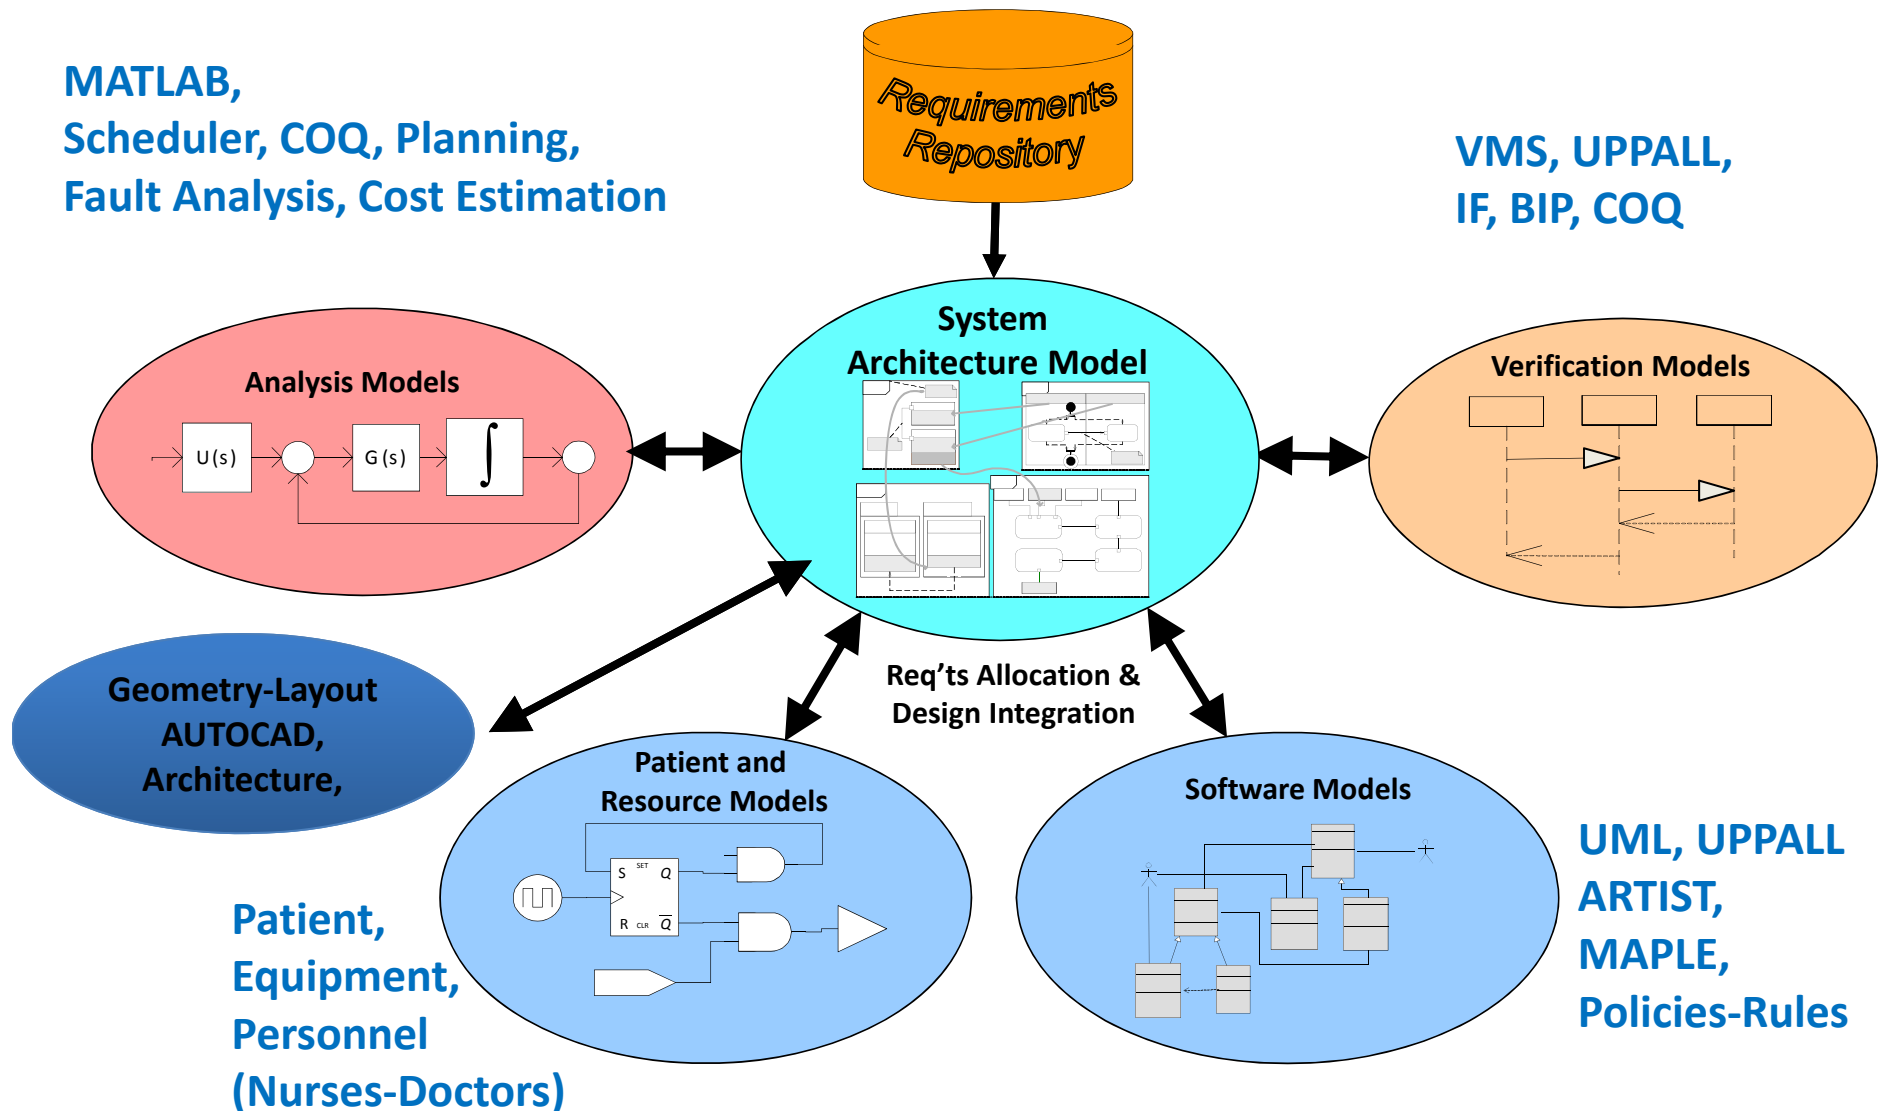 MATLAB,
Scheduler, COQ, Planning,
Fault Analysis, Cost Estimation
Requirements
Repository
VMS, UPPALL,
IF, BIP, COQ
System
Architecture Model
Analysis Models
U(s)
G(s)
∫
Verification Models
Geometry-Layout
AUTOCAD,
Architecture,
Req'ts Allocation &
Design Integration
Patient and
Resource Models
S SET Q
R CLR Q̅
Software Models
Patient,
Equipment,
Personnel
(Nurses-Doctors)
UML, UPPALL
ARTIST,
MAPLE,
Policies-Rules